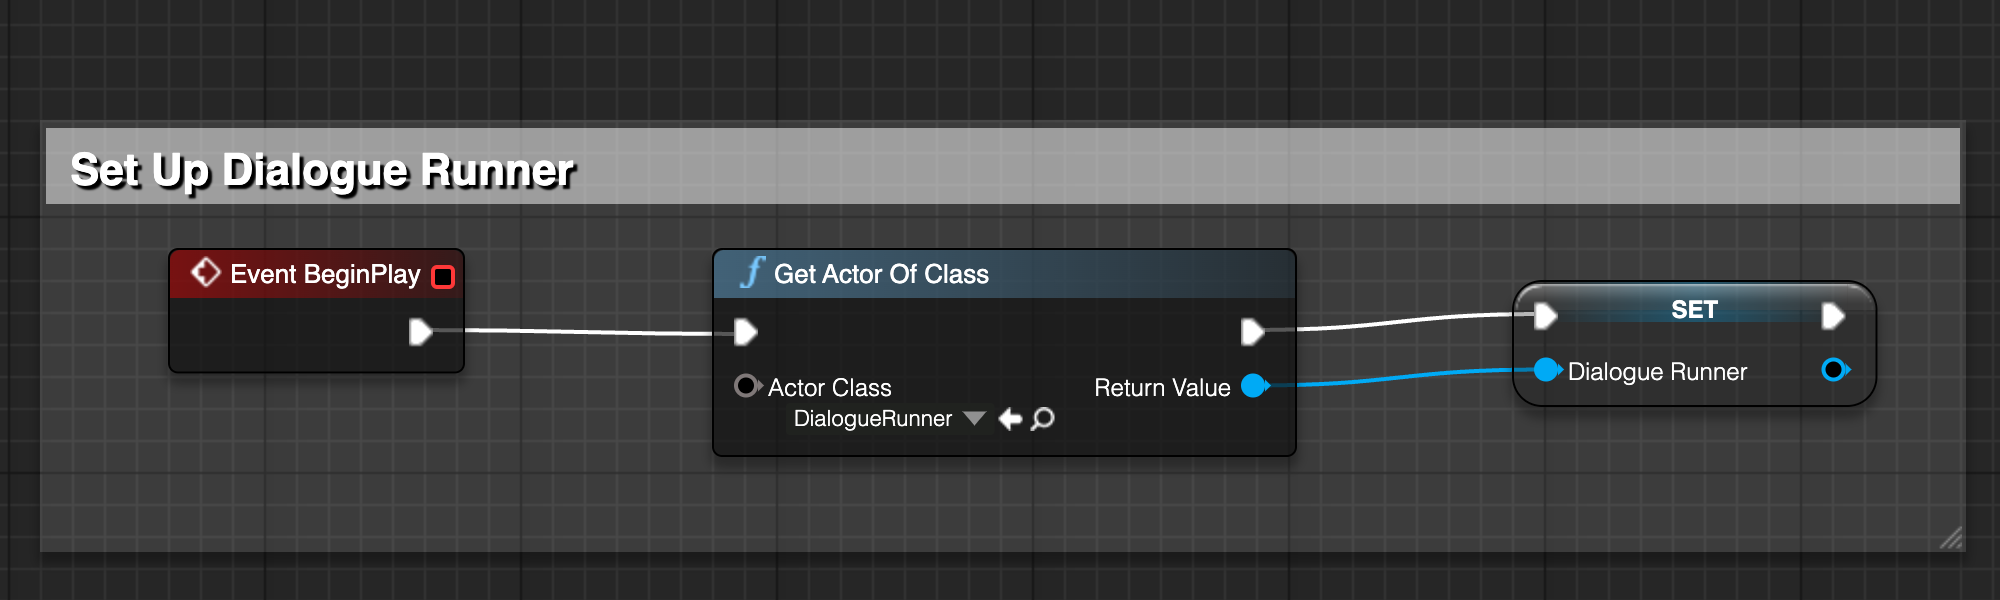 Set Up Dialogue Runner
Event BeginPlay
Get Actor Of Class
SET
Actor Class
Return Value
Dialogue Runner
DialogueRunner